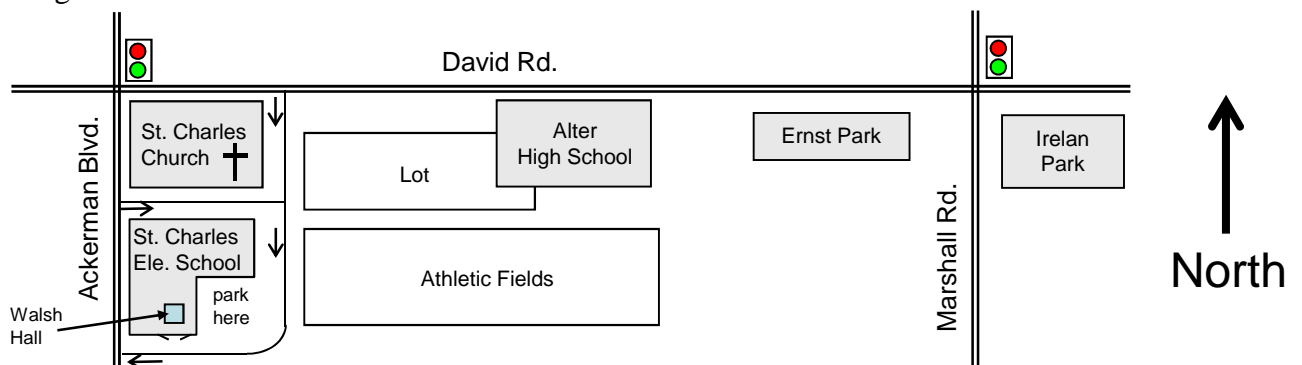 David Rd.
Ackerman Blvd.
St. Charles
Church
Alter
High School
Ernst Park
Irelan
Park
Lot
St. Charles
Ele. School
park
here
Athletic Fields
Marshall Rd.
North
Walsh
Hall